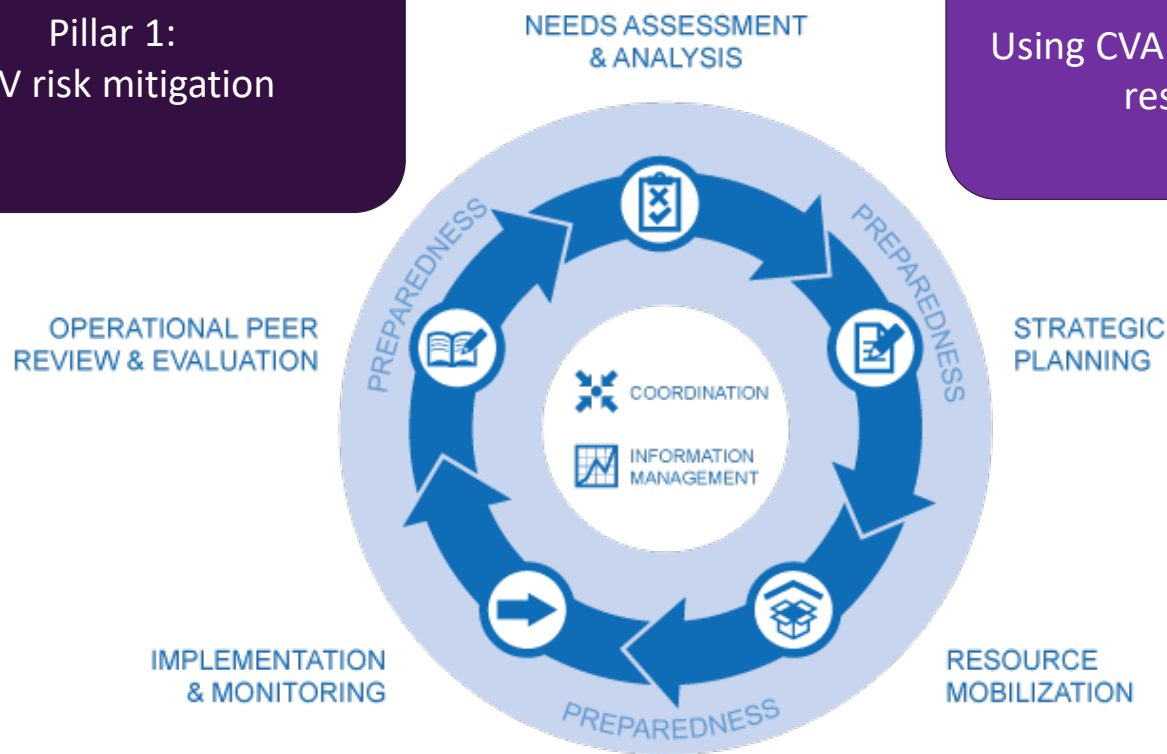 Pillar 1:
V risk mitigation
Using CVA
res
NEEDS ASSESSMENT
& ANALYSIS
PREPAREDNESS
PREPAREDNESS
OPERATIONAL PEER
REVIEW & EVALUATION
STRATEGIC
PLANNING
COORDINATION
INFORMATION
MANAGEMENT
IMPLEMENTATION
& MONITORING
RESOURCE
MOBILIZATION
PREPAREDNESS